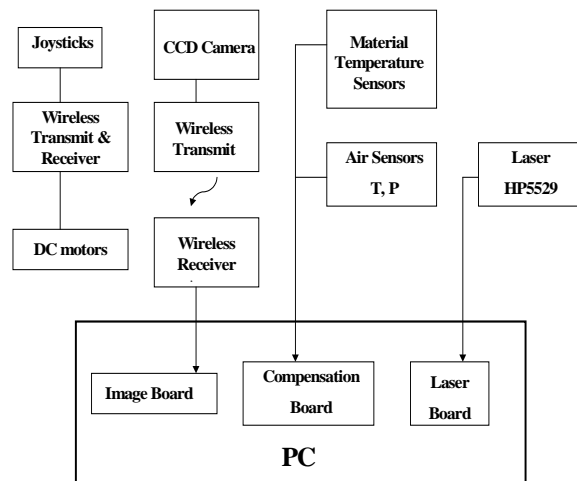 Joysticks
CCD Camera
Material
Temperature
Sensors
Wireless
Transmit &
Receiver
Wireless
Transmit
Air Sensors
T, P
Laser
HP5529
DC motors
Wireless
Receiver
Image Board
Compensation
Board
Laser
Board
PC